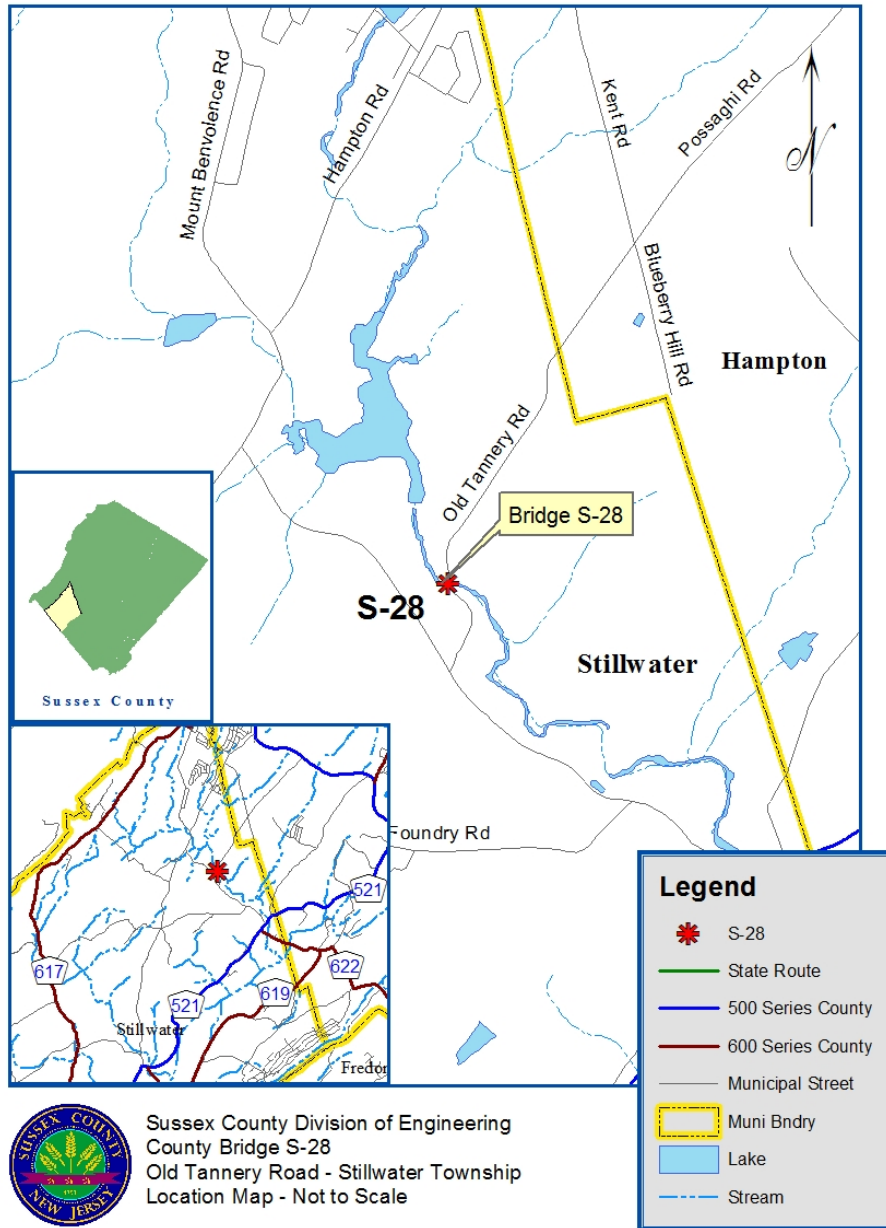 Mount Benvolence Rd
Hampton Rd
Kent Rd
Possaghi Rd
N
Blueberry Hill Rd
Hampton
Old Tannery Rd
Bridge S-28
S-28
Stillwater
Sussex County
Foundry Rd
521
617
622
521
619
Stillwater
Fredon
Legend
S-28
State Route
500 Series County
600 Series County
Municipal Street
Muni Bndry
Lake
Stream
SUSSEX COUNTY
1753
NEW JERSEY
Sussex County Division of Engineering
County Bridge S-28
Old Tannery Road - Stillwater Township
Location Map - Not to Scale